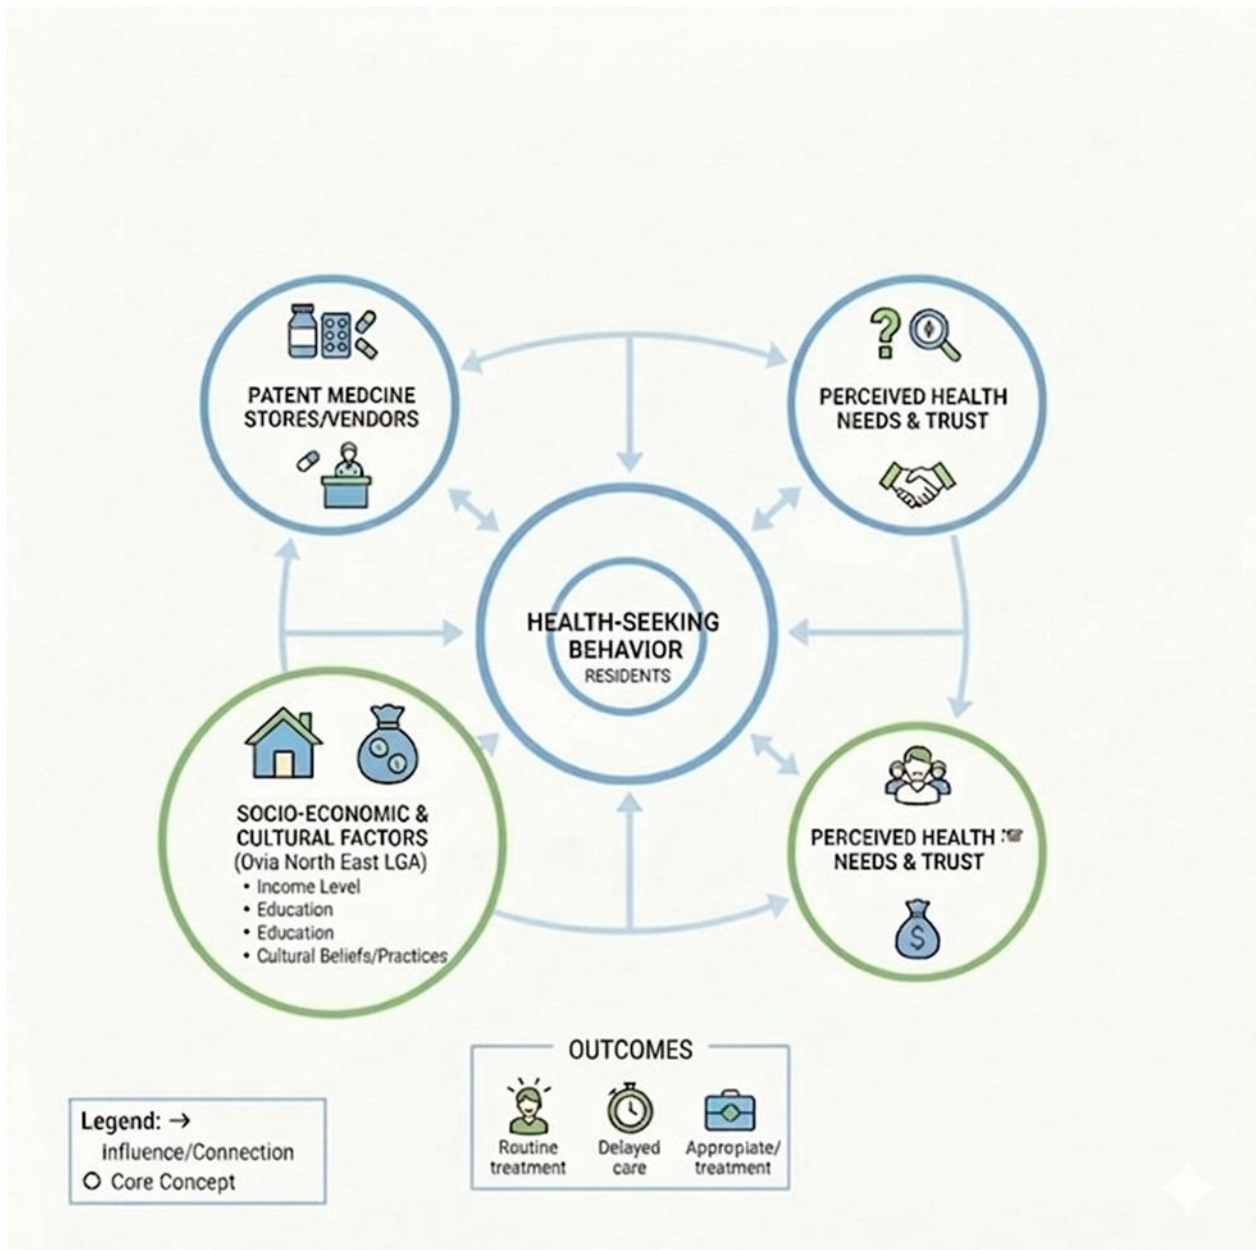 PATENT MEDCINE
STORES/VENDORS
PERCEIVED HEALTH
NEEDS & TRUST
HEALTH-SEEKING
BEHAVIOR
RESIDENTS
SOCIO-ECONOMIC &
CULTURAL FACTORS
(Ovia North East LGA)
• Income Level
• Education
• Education
• Cultural Beliefs/Practices
PERCEIVED HEALTH
NEEDS & TRUST
$
OUTCOMES
Routine
treatment
Delayed
care
Appropiate/
treatment
Legend: →
Influence/Connection
O Core Concept